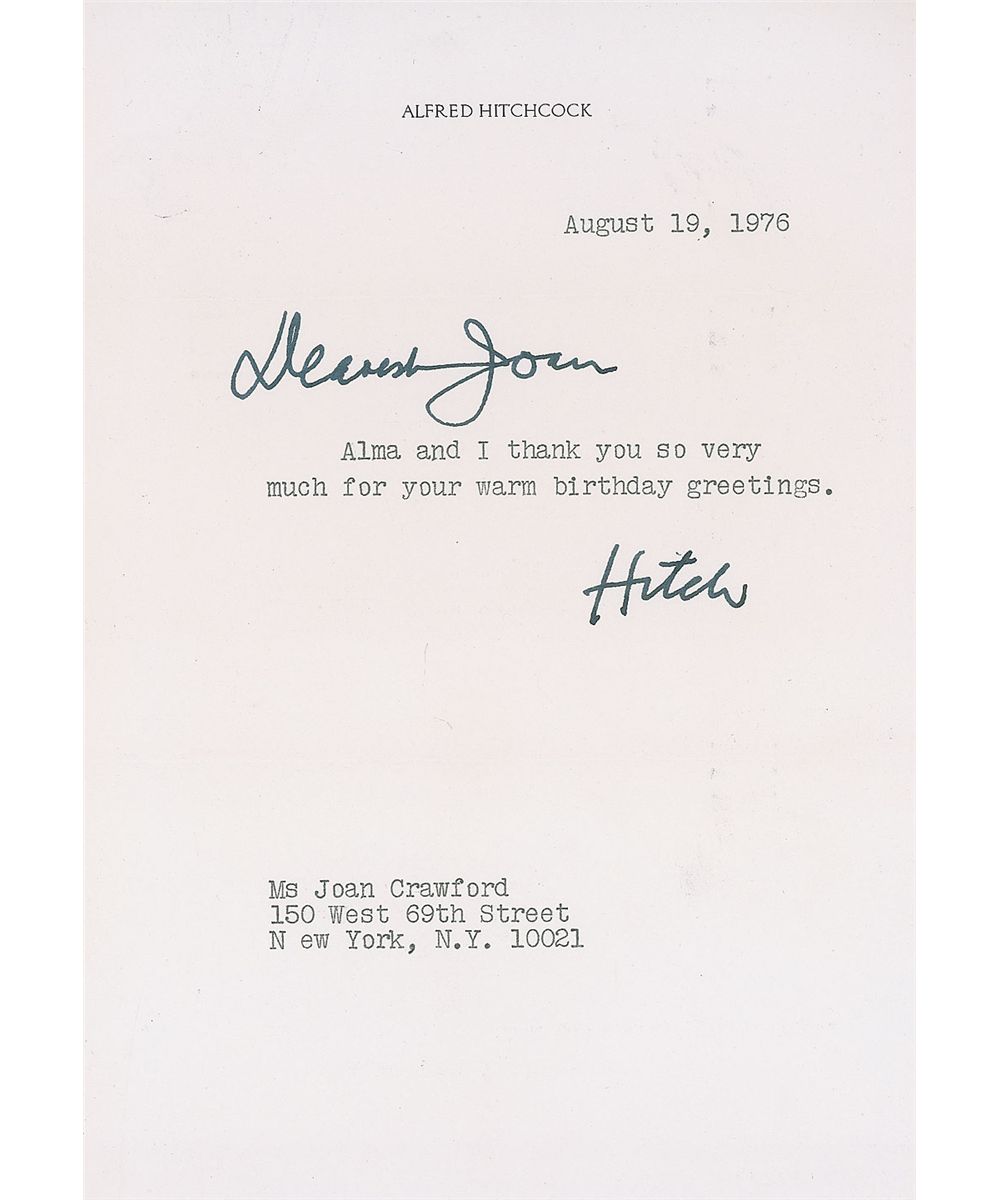 ALFRED HITCHCOCK
August 19, 1976
Dearest Joan
Alma and I thank you so very
much for your warm birthday greetings.
Hitch
Ms Joan Crawford
150 West 69th Street
N ew York, N.Y. 10021